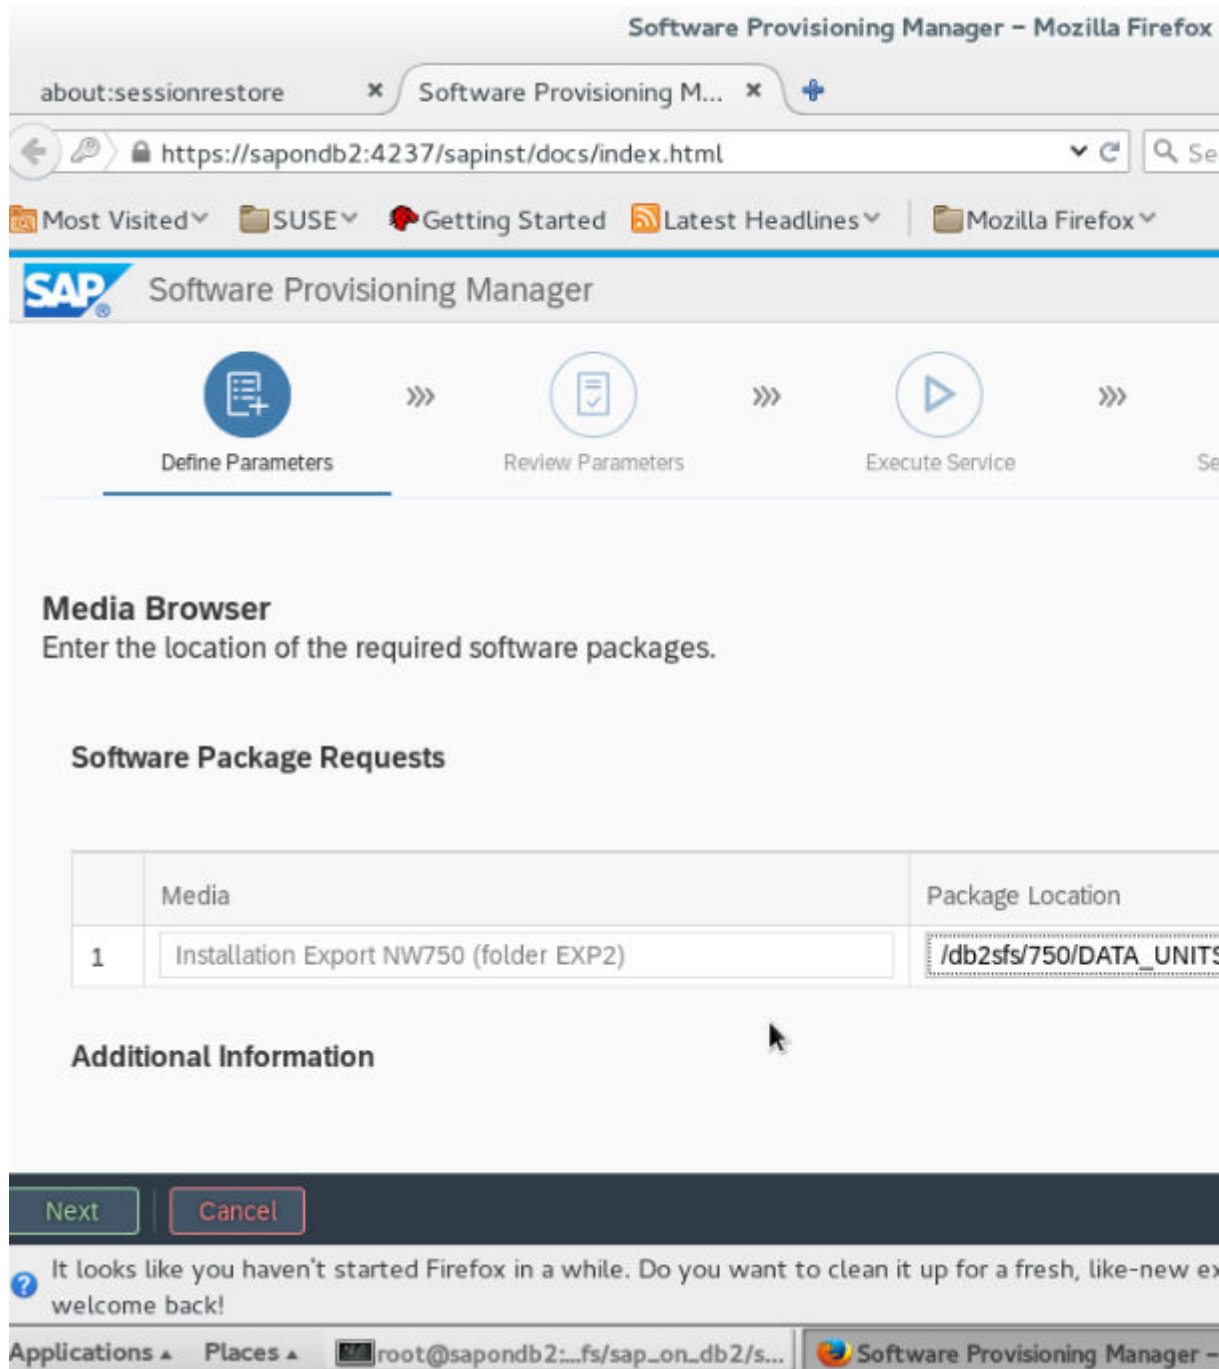 Software Provisioning Manager – Mozilla Firefox
about:sessionrestore
Software Provisioning M...
https://sapondb2:4237/sapinst/docs/index.html
Se
Most Visited SUSE Getting Started Latest Headlines Mozilla Firefox
SAP® Software Provisioning Manager
Define Parameters Review Parameters Execute Service Se
Media Browser
Enter the location of the required software packages.
Software Package Requests
Media Package Location
1 Installation Export NW750 (folder EXP2) /db2sfs/750/DATA_UNITS
Additional Information
Next Cancel
It looks like you haven't started Firefox in a while. Do you want to clean it up for a fresh, like-new ex
welcome back!
Applications Places root@sapondb2:...fs/sap_on_db2/s... Software Provisioning Manager –